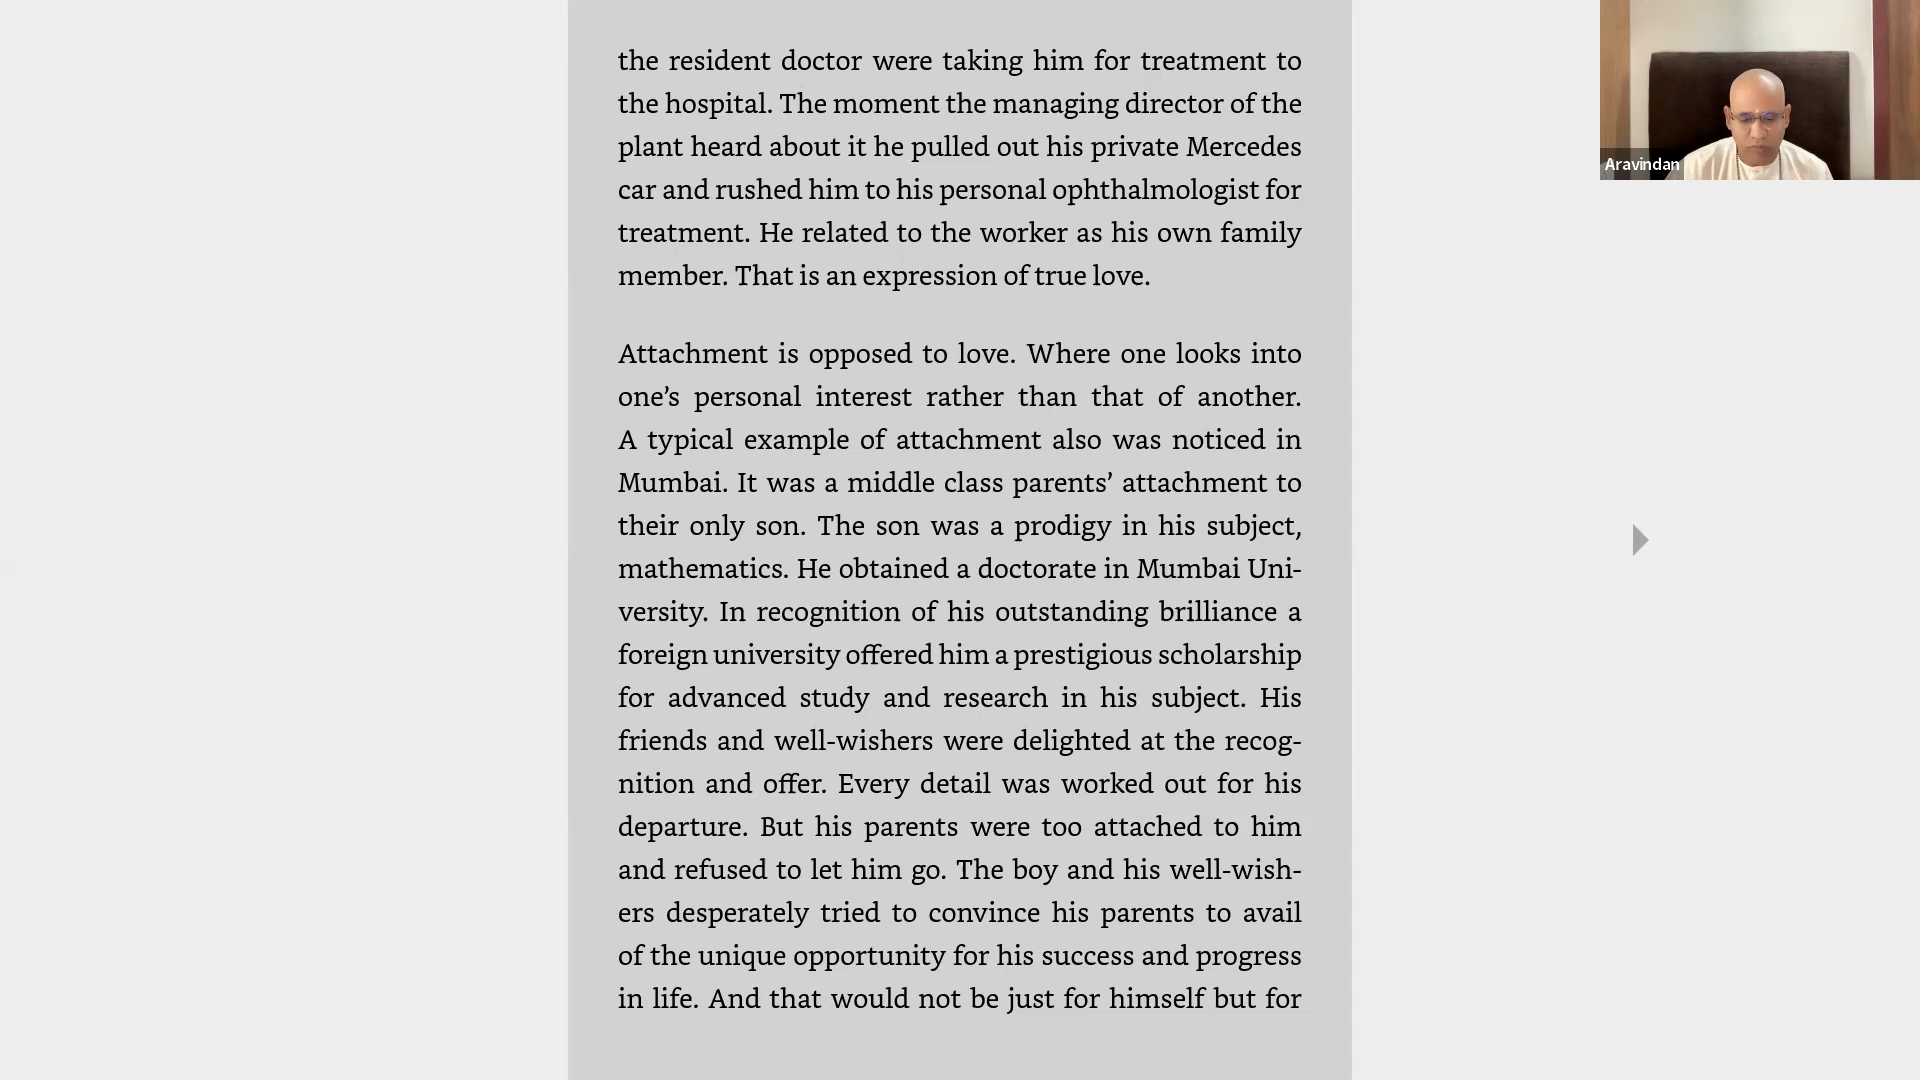 the resident doctor were taking him for treatment to
the hospital. The moment the managing director of the
plant heard about it he pulled out his private Mercedes
car and rushed him to his personal ophthalmologist for
treatment. He related to the worker as his own family
member. That is an expression of true love.
Attachment is opposed to love. Where one looks into
one’s personal interest rather than that of another.
A typical example of attachment also was noticed in
Mumbai. It was a middle class parents’ attachment to
their only son. The son was a prodigy in his subject,
mathematics. He obtained a doctorate in Mumbai Uni-
versity. In recognition of his outstanding brilliance a
foreign university offered him a prestigious scholarship
for advanced study and research in his subject. His
friends and well-wishers were delighted at the recog-
nition and offer. Every detail was worked out for his
departure. But his parents were too attached to him
and refused to let him go. The boy and his well-wish-
ers desperately tried to convince his parents to avail
of the unique opportunity for his success and progress
in life. And that would not be just for himself but for
Aravindan